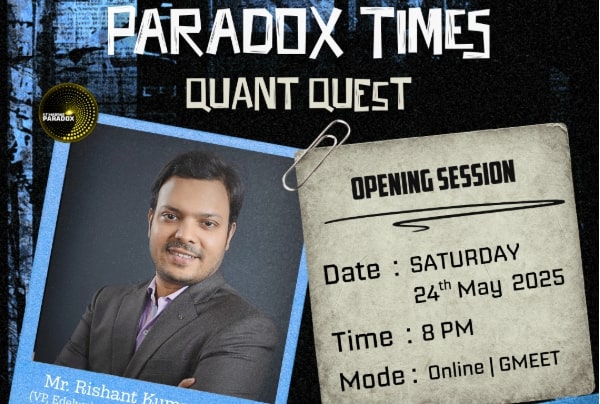 PARADOX TIMES
QUANT QUEST
PARADOX
OPENING SESSION
Date : SATURDAY
24th May 2025
Time : 8 PM
Mode : Online | GMEET
Mr. Rishant
(VP,